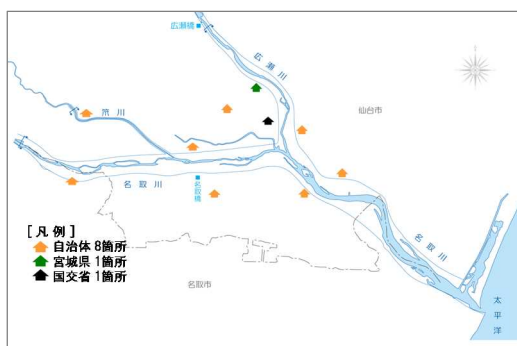 広瀬橋
広瀬川
仙台市
笊川
名取川
名取橋
名取川
[凡例]
自治体 8箇所
宮城県 1箇所
国交省 1箇所
名取市
太平洋